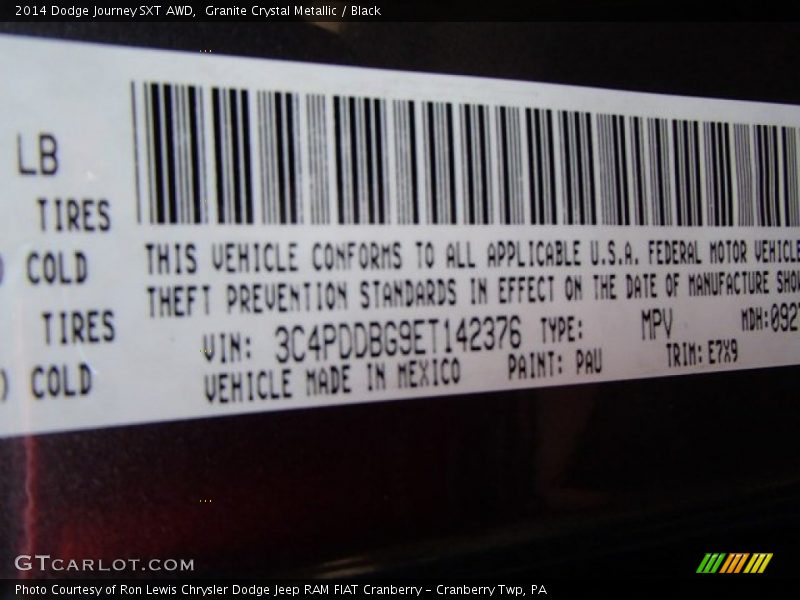 2014 Dodge Journey SXT AWD, Granite Crystal Metallic / Black
LB
TIRES
COLD
TIRES
COLD
THIS VEHICLE CONFORMS TO ALL APPLICABLE U.S.A. FEDERAL MOTOR VEHICLE
THEFT PREVENTION STANDARDS IN EFFECT ON THE DATE OF MANUFACTURE SHO
VIN: 3C4PDDBG9ET142376 TYPE: MPV MDH:092
VEHICLE MADE IN MEXICO PAINT: PAU TRIM: E7X9
GTCARLOT.COM
Photo Courtesy of Ron Lewis Chrysler Dodge Jeep RAM FIAT Cranberry – Cranberry Twp, PA